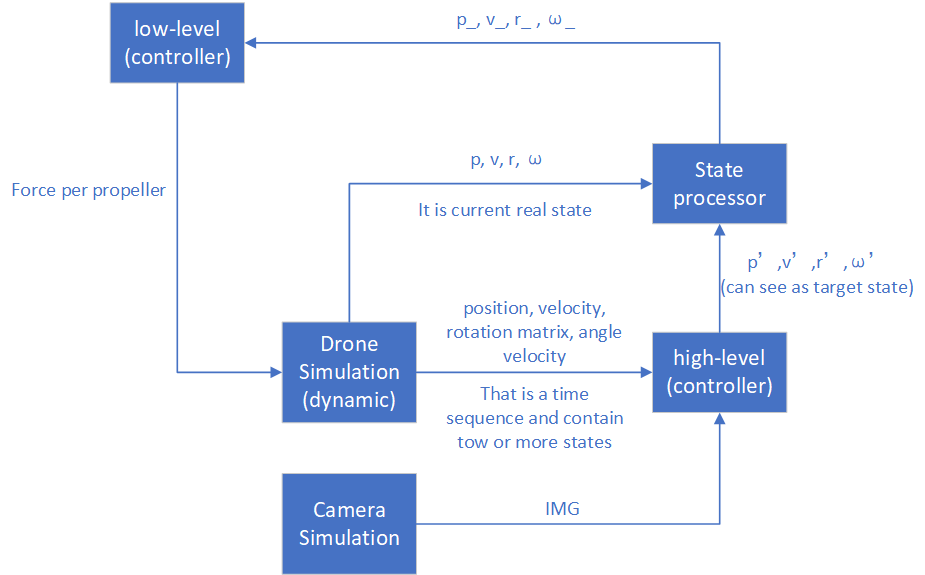 low-level
(controller)
p_, v_, r_ , ω_
Force per propeller
p, v, r, ω
It is current real state
State
processor
p’ ,v’ ,r’ ,ω’
(can see as target state)
position, velocity,
rotation matrix, angle
velocity
Drone
Simulation
(dynamic)
high-level
(controller)
That is a time
sequence and contain
tow or more states
Camera
Simulation
IMG